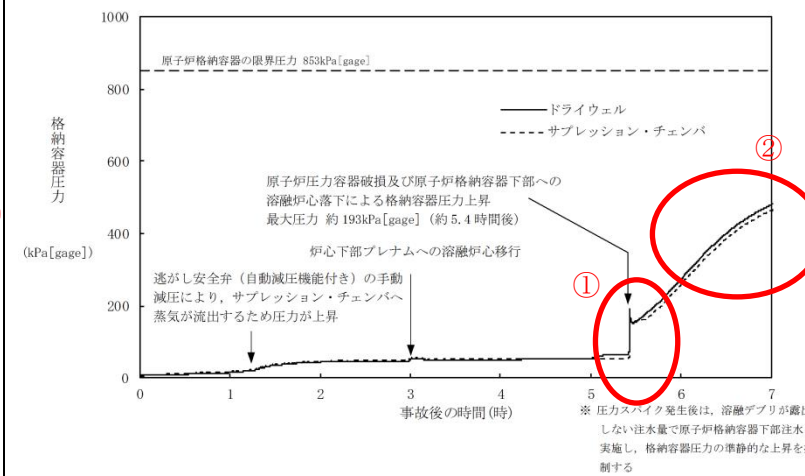 1000
原子炉格納容器の限界圧力 853kPa[gage]
800
ドライウェル
サプレッション・チェンバ
格納容器圧力
(kPa[gage])
600
②
原子炉圧力容器破損及び原子炉格納容器下部への
溶融炉心落下による格納容器圧力上昇
最大圧力 約193kPa[gage](約5.4時間後)
400
炉心下部プレナムへの溶融炉心移行
逃がし安全弁(自動減圧機能付き)の手動
減圧により,サプレッション・チェンバへ
蒸気が流出するため圧力が上昇
①
200
0
0 1 2 3 4 5 6 7
事故後の時間(時)
※ 圧力スパイク発生後は,溶融デブリが露出
しない注水量で原子炉格納容器下部注水
実施し,格納容器圧力の準静的な上昇を
制する